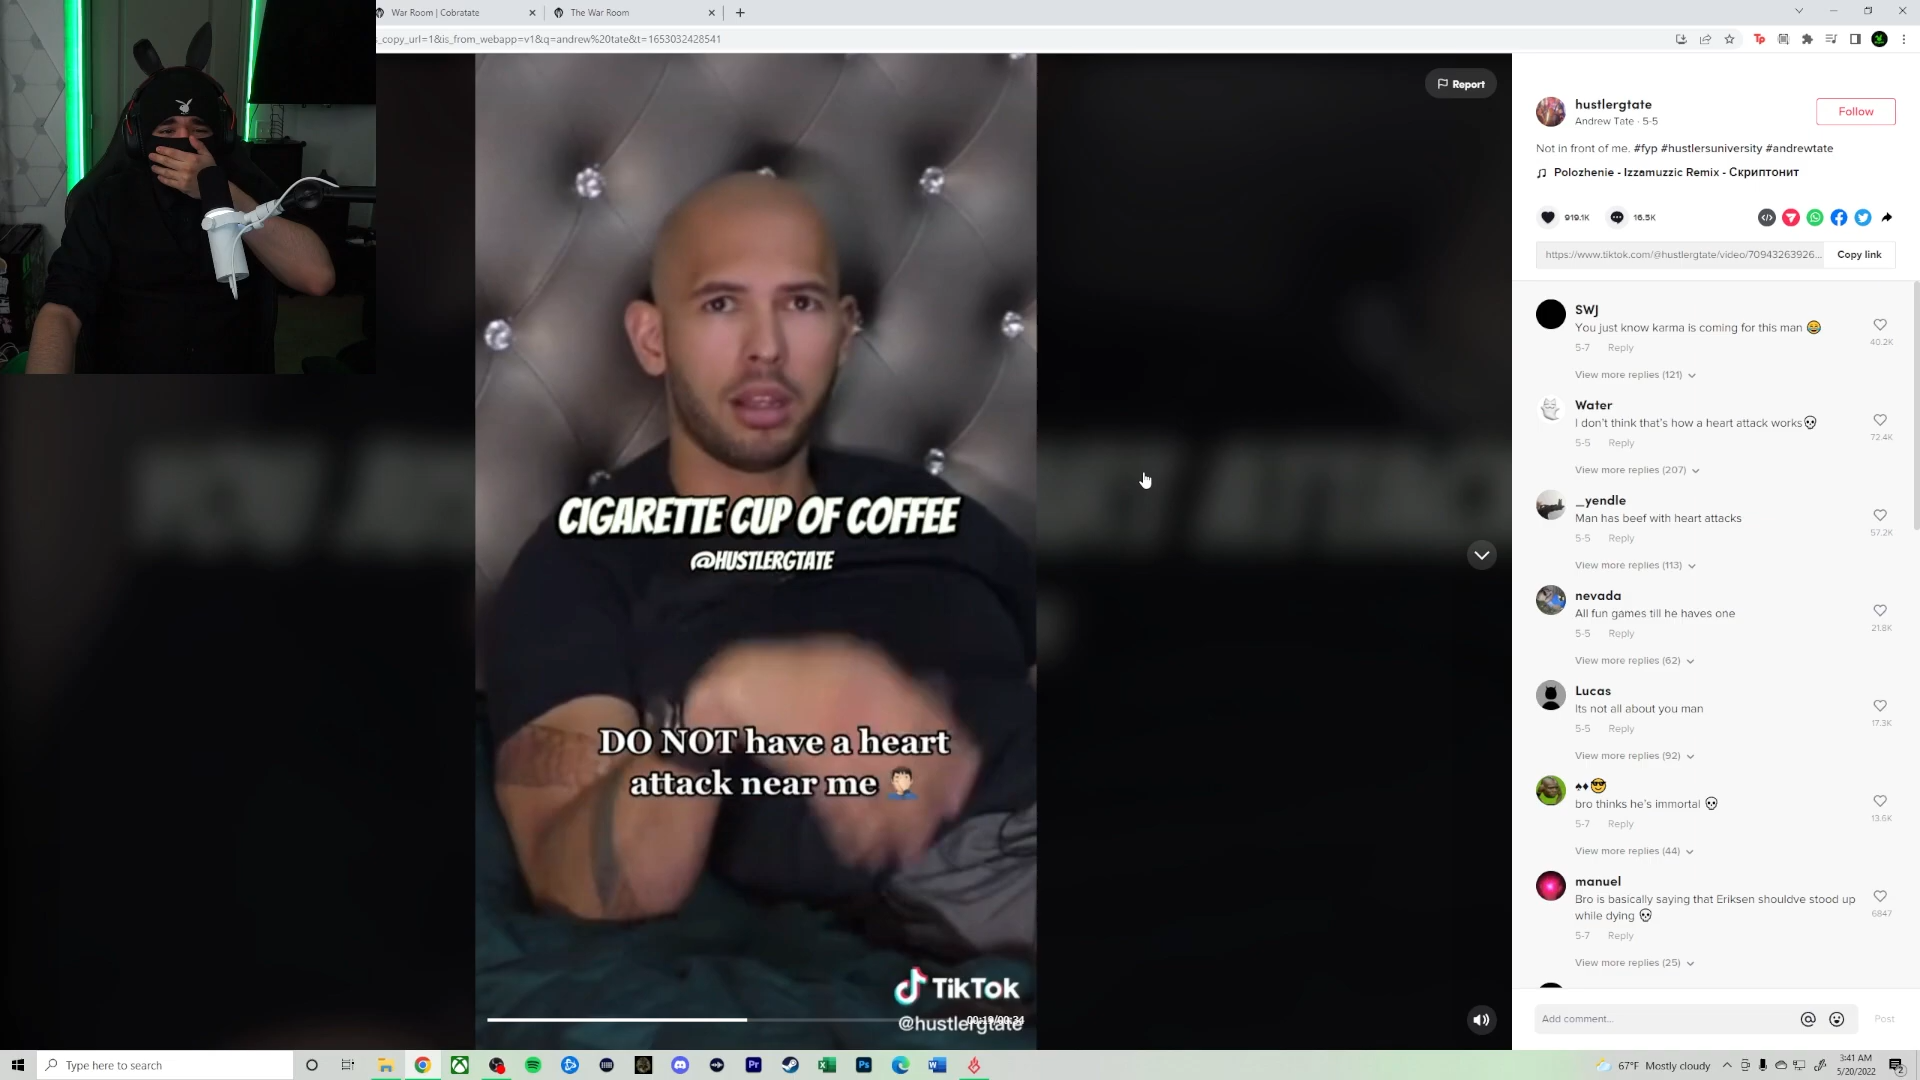 War Room | Cobratate
The War Room
_copy_url=1&is_from_webapp=v1&q=andrew%20tate&t=1653032428541
Tp
Report
hustlergtate
Andrew Tate · 5-5
Follow
Not in front of me. #fyp #hustlersuniversity #andrewtate
Polozhenie - Izzamuzzic Remix - Скриптонит
919.1K
16.5K
https://www.tiktok.com/@hustlergtate/video/70943263926...
Copy link
SWJ
You just know karma is coming for this man 😂
40.2K
5-7 Reply
View more replies (121)
Water
I don't think that's how a heart attack works💀
72.4K
5-5 Reply
View more replies (207)
_yendle
Man has beef with heart attacks
57.2K
5-5 Reply
View more replies (113)
nevada
All fun games till he haves one
21.8K
5-5 Reply
View more replies (62)
Lucas
Its not all about you man
17.3K
5-5 Reply
View more replies (92)
♠♦😎
bro thinks he's immortal 💀
13.6K
5-7 Reply
View more replies (44)
manuel
Bro is basically saying that Eriksen shouldve stood up
while dying 💀
6847
5-7 Reply
View more replies (25)
Add comment...
Post
CIGARETTE CUP OF COFFEE
@HUSTLERGTATE
DO NOT have a heart
attack near me 🤦🏻‍♂️
TikTok
@hustlergtate
00:19/00:34
Type here to search
Pr
Ps
67°F Mostly cloudy
3:41 AM
5/20/2022
2